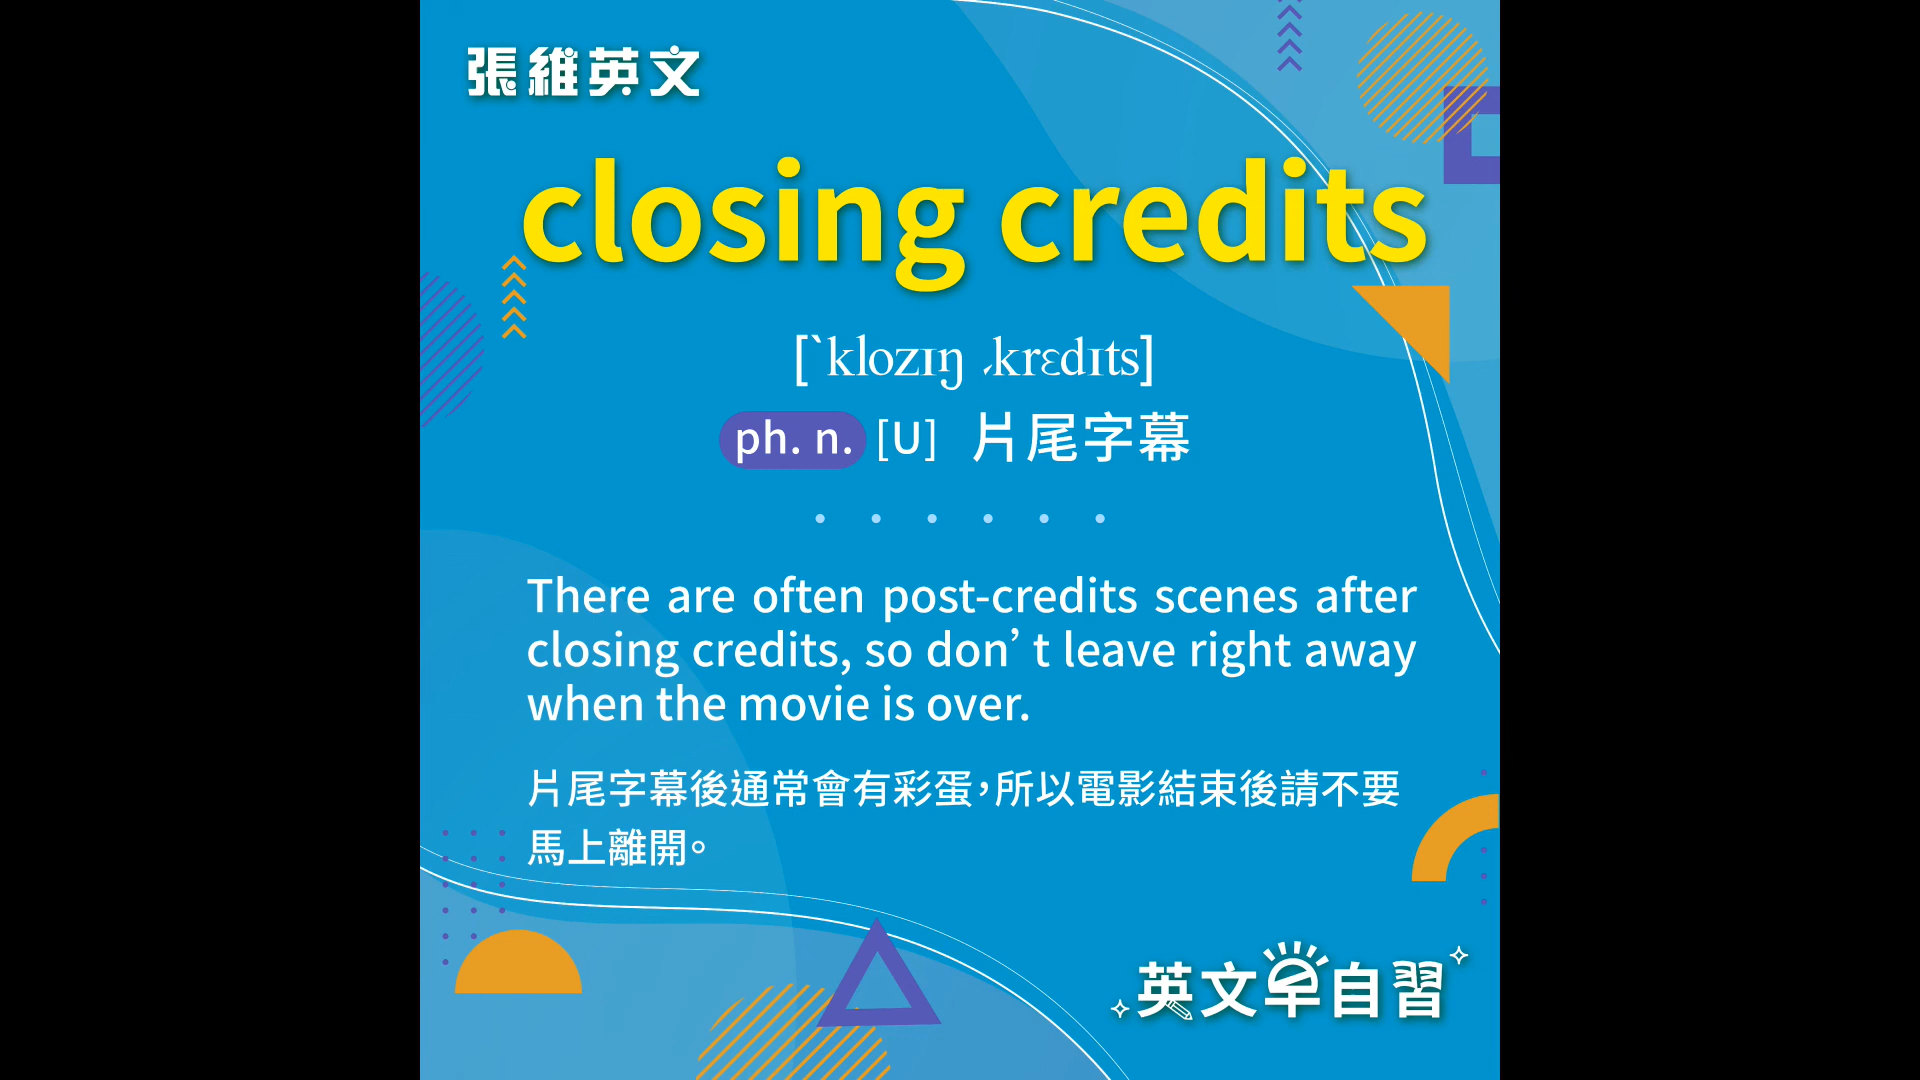 張維英文
closing credits
[ˋklozɪŋ ˏkrɛdɪts]
ph. n. [U] 片尾字幕
There are often post-credits scenes after
closing credits, so don’t leave right away
when the movie is over.
片尾字幕後通常會有彩蛋，所以電影結束後請不要
馬上離開。
英文早自習